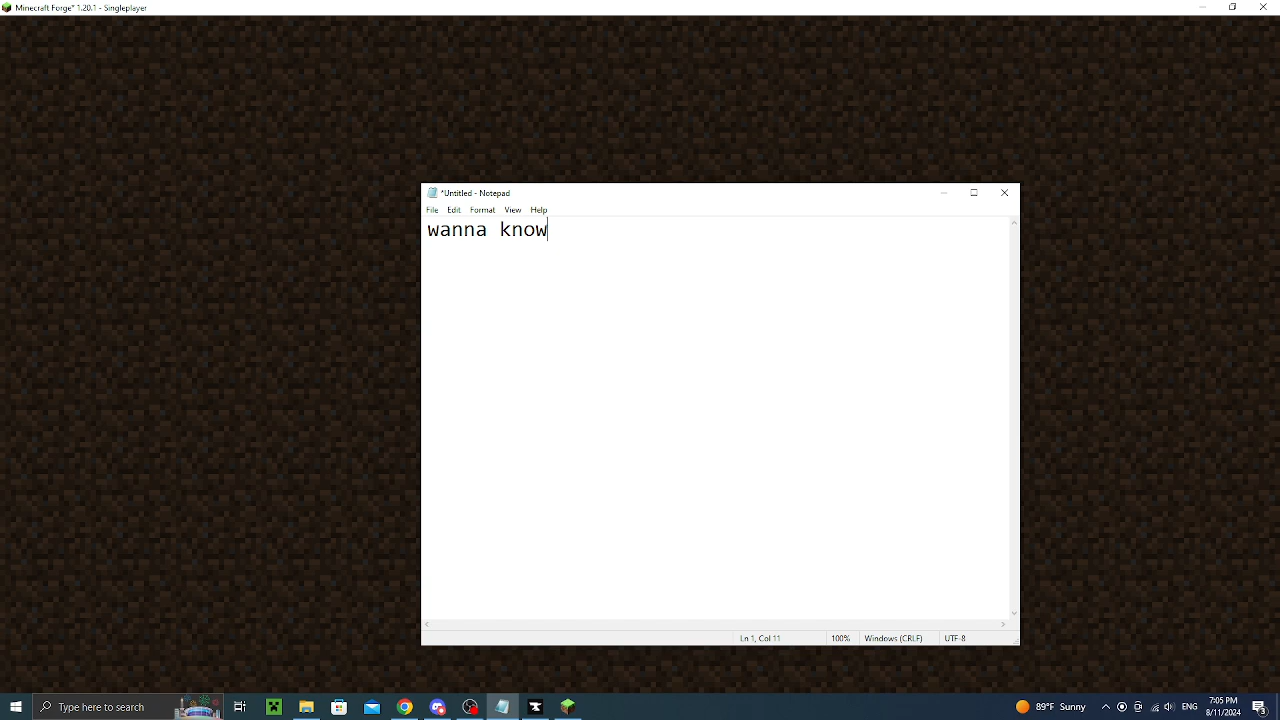 Minecraft Forge* 1.20.1 - Singleplayer
*Untitled - Notepad
File Edit Format View Help
wanna know
Ln 1, Col 11 100% Windows (CRLF) UTF-8
Type here to search
89°F Sunny
ENG
7:05 PM
8/11/2024